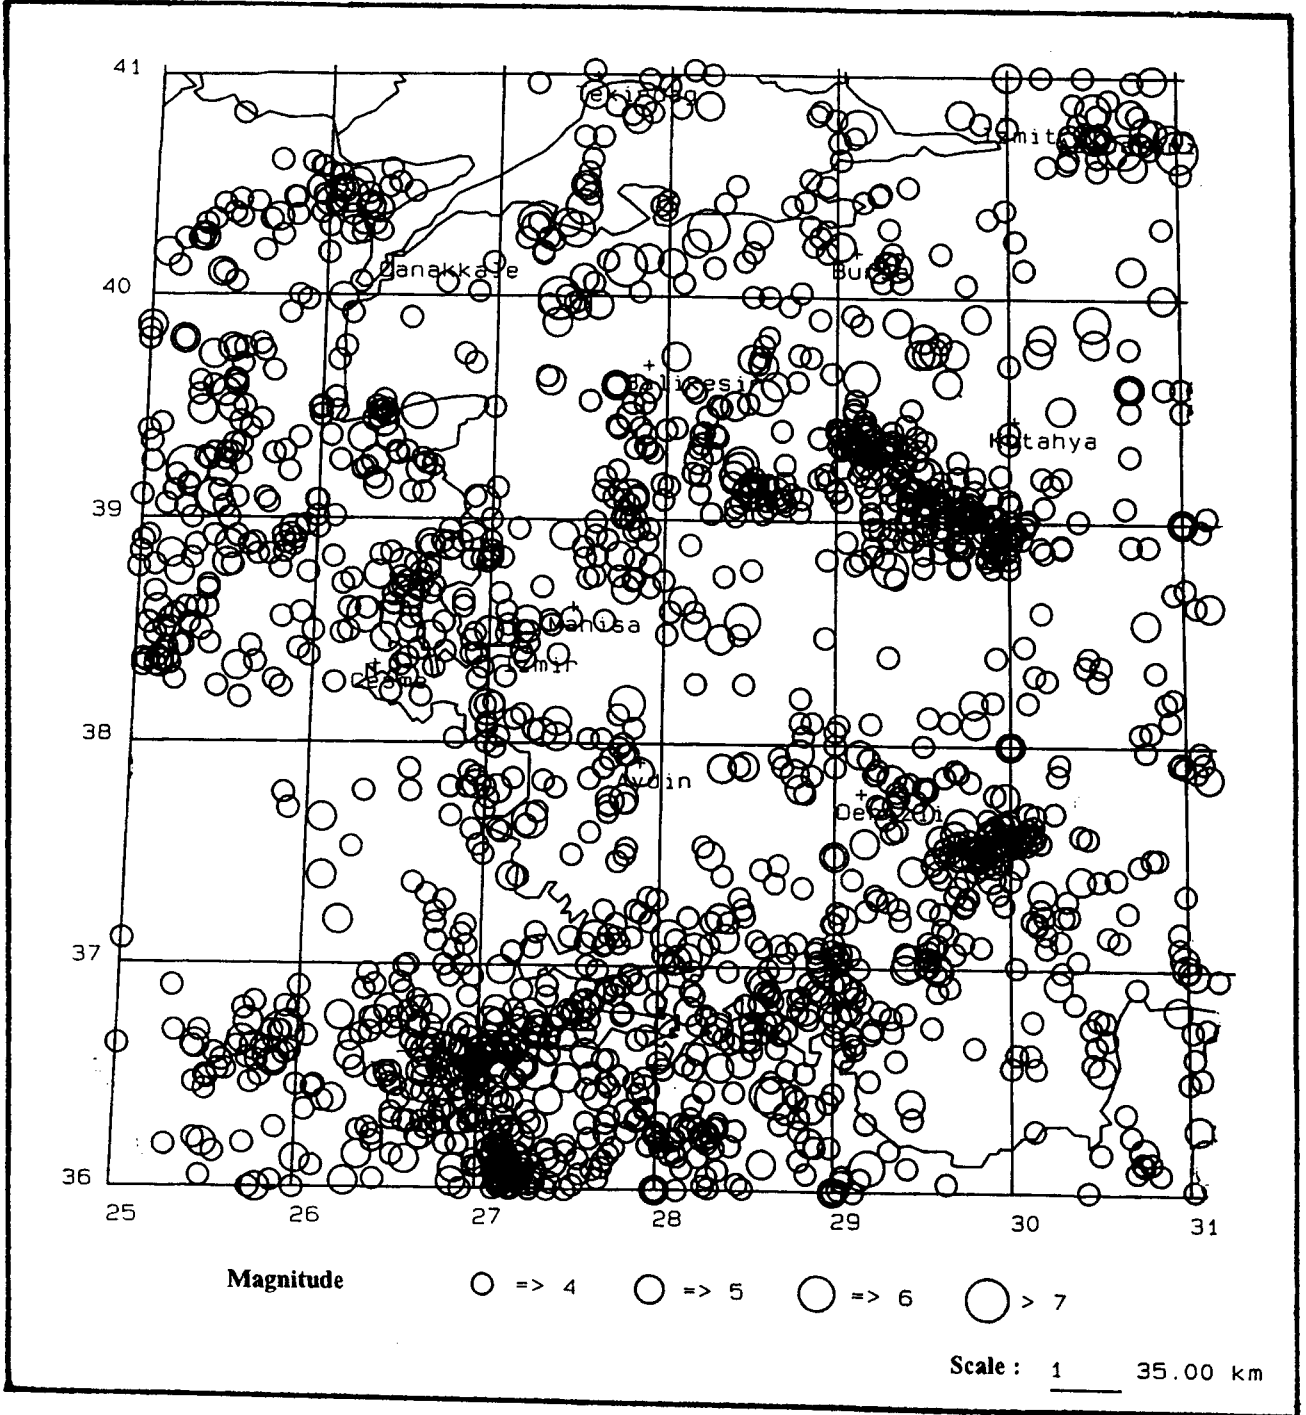 41
Tekirdag
Izmit
Canakkale
Bursa
40
Balikesir
Kutahya
39
Manisa
Izmir
Cesme
38
Aydin
Denizli
37
36
25 26 27 28 29 30 31
Magnitude => 4 => 5 => 6 > 7
Scale : 1 35.00 km